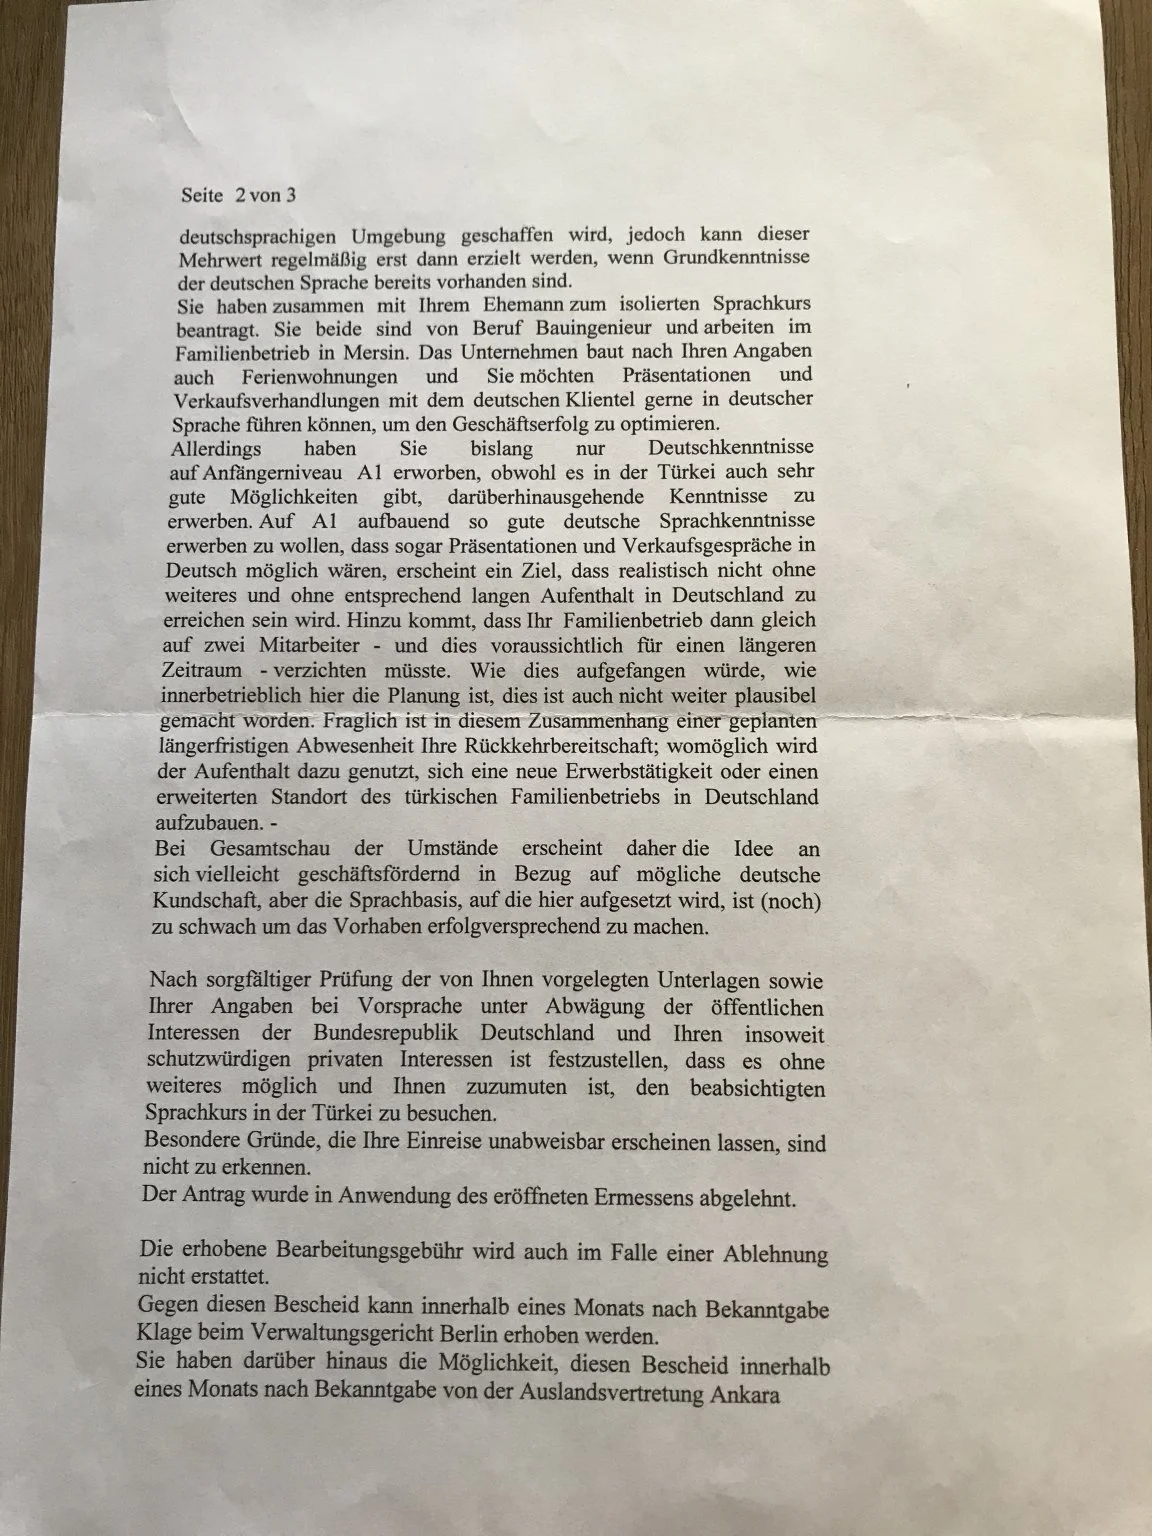 Seite 2 von 3
deutschsprachigen Umgebung geschaffen wird, jedoch kann dieser
Mehrwert regelmäßig erst dann erzielt werden, wenn Grundkenntnisse
der deutschen Sprache bereits vorhanden sind.
Sie haben zusammen mit Ihrem Ehemann zum isolierten Sprachkurs
beantragt. Sie beide sind von Beruf Bauingenieur und arbeiten im
Familienbetrieb in Mersin. Das Unternehmen baut nach Ihren Angaben
auch Ferienwohnungen und Sie möchten Präsentationen und
Verkaufsverhandlungen mit dem deutschen Klientel gerne in deutscher
Sprache führen können, um den Geschäftserfolg zu optimieren.
Allerdings haben Sie bislang nur Deutschkenntnisse
auf Anfängerniveau A1 erworben, obwohl es in der Türkei auch sehr
gute Möglichkeiten gibt, darüberhinausgehende Kenntnisse zu
erwerben. Auf A1 aufbauend so gute deutsche Sprachkenntnisse
erwerben zu wollen, dass sogar Präsentationen und Verkaufsgespräche in
Deutsch möglich wären, erscheint ein Ziel, dass realistisch nicht ohne
weiteres und ohne entsprechend langen Aufenthalt in Deutschland zu
erreichen sein wird. Hinzu kommt, dass Ihr Familienbetrieb dann gleich
auf zwei Mitarbeiter - und dies voraussichtlich für einen längeren
Zeitraum - verzichten müsste. Wie dies aufgefangen würde, wie
innerbetrieblich hier die Planung ist, dies ist auch nicht weiter plausibel
gemacht worden. Fraglich ist in diesem Zusammenhang einer geplanten
längerfristigen Abwesenheit Ihre Rückkehrbereitschaft; womöglich wird
der Aufenthalt dazu genutzt, sich eine neue Erwerbstätigkeit oder einen
erweiterten Standort des türkischen Familienbetriebs in Deutschland
aufzubauen. -
Bei Gesamtschau der Umstände erscheint daher die Idee an
sich vielleicht geschäftsfördernd in Bezug auf mögliche deutsche
Kundschaft, aber die Sprachbasis, auf die hier aufgesetzt wird, ist (noch)
zu schwach um das Vorhaben erfolgversprechend zu machen.
Nach sorgfältiger Prüfung der von Ihnen vorgelegten Unterlagen sowie
Ihrer Angaben bei Vorsprache unter Abwägung der öffentlichen
Interessen der Bundesrepublik Deutschland und Ihren insoweit
schutzwürdigen privaten Interessen ist festzustellen, dass es ohne
weiteres möglich und Ihnen zuzumuten ist, den beabsichtigten
Sprachkurs in der Türkei zu besuchen.
Besondere Gründe, die Ihre Einreise unabweisbar erscheinen lassen, sind
nicht zu erkennen.
Der Antrag wurde in Anwendung des eröffneten Ermessens abgelehnt.
Die erhobene Bearbeitungsgebühr wird auch im Falle einer Ablehnung
nicht erstattet.
Gegen diesen Bescheid kann innerhalb eines Monats nach Bekanntgabe
Klage beim Verwaltungsgericht Berlin erhoben werden.
Sie haben darüber hinaus die Möglichkeit, diesen Bescheid innerhalb
eines Monats nach Bekanntgabe von der Auslandsvertretung Ankara